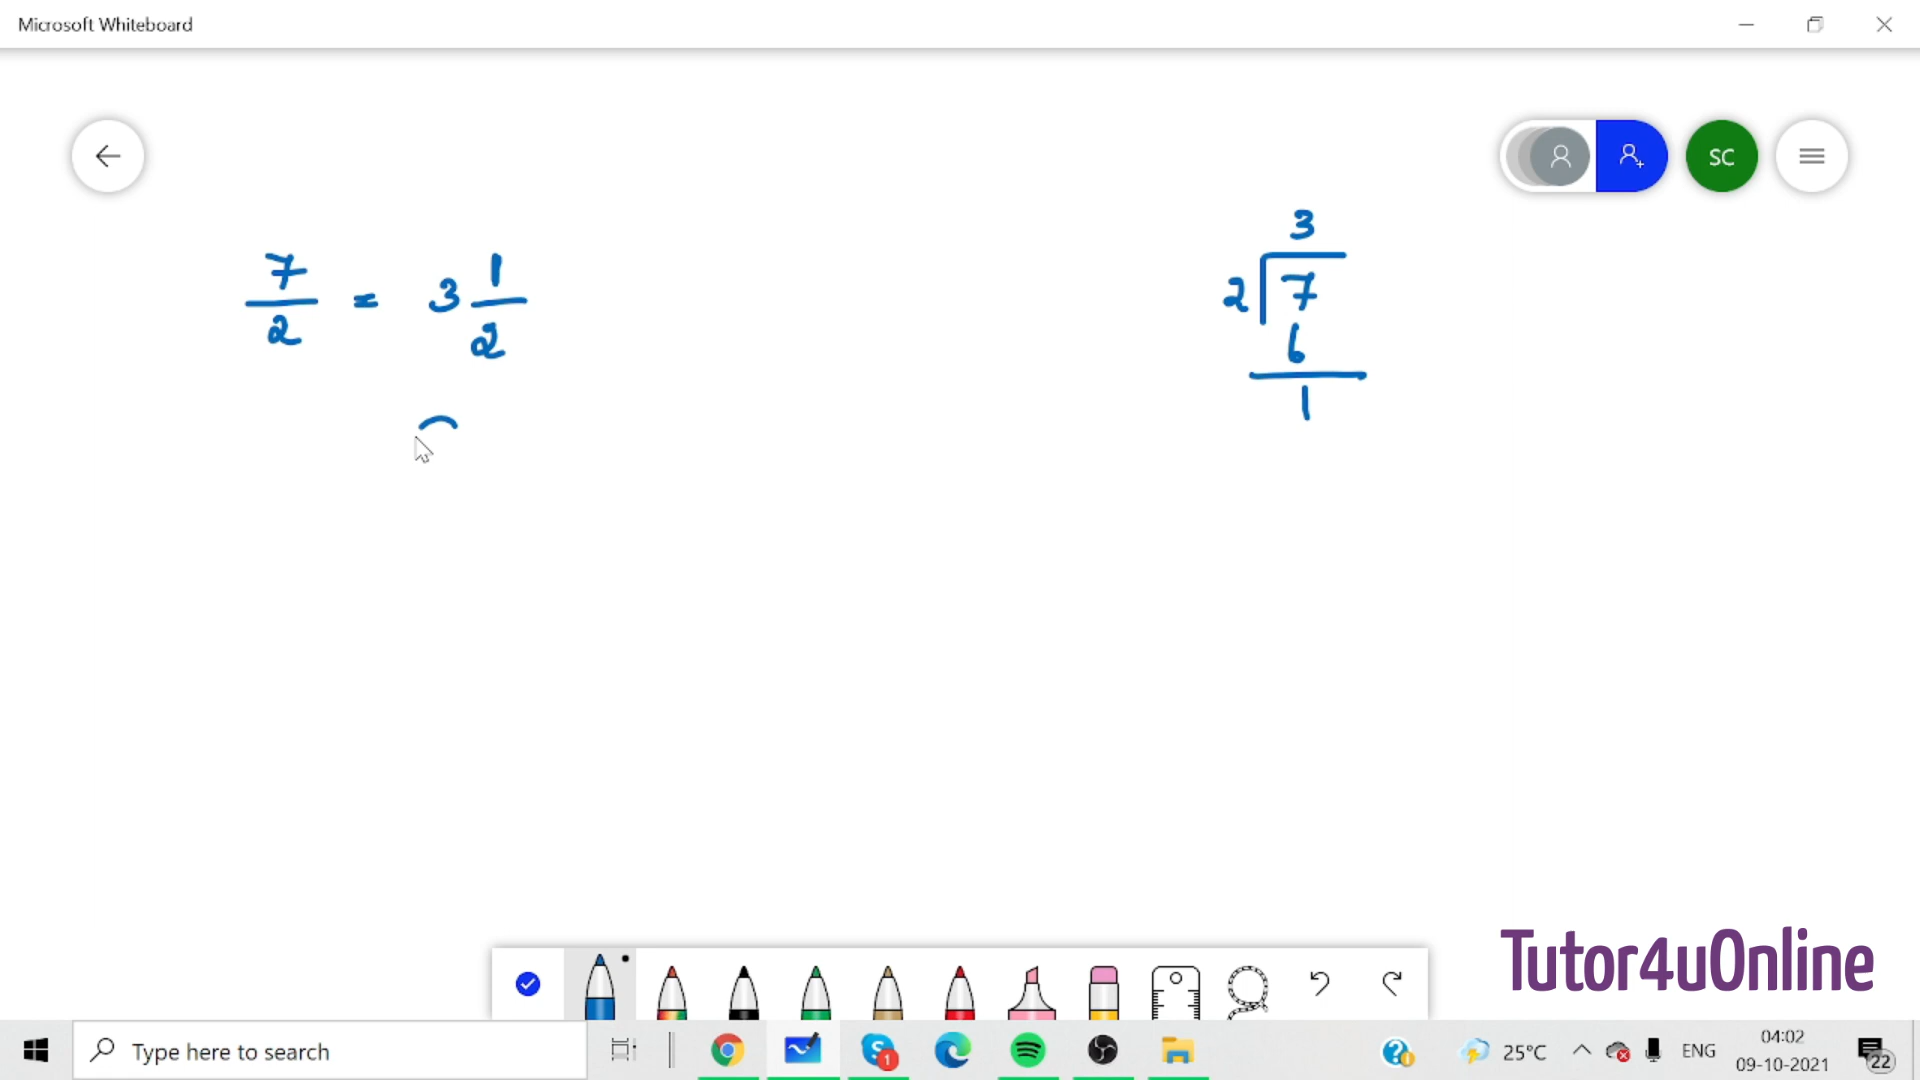 Microsoft Whiteboard
SC
7/2 = 3 1/2
3
2 7
6
1
Tutor4uOnline
Type here to search
1
25°C
ENG
04:02
09-10-2021
22